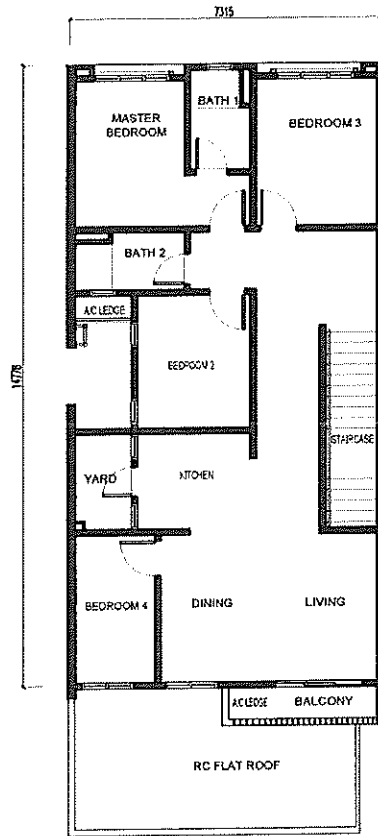 7315
MASTER
BEDROOM
BATH 1
BEDROOM 3
BATH 2
A/C LEDGE
BEDROOM 2
14778
STAIRCASE
YARD
KITCHEN
BEDROOM 4
DINING
LIVING
A/C LEDGE
BALCONY
RC FLAT ROOF